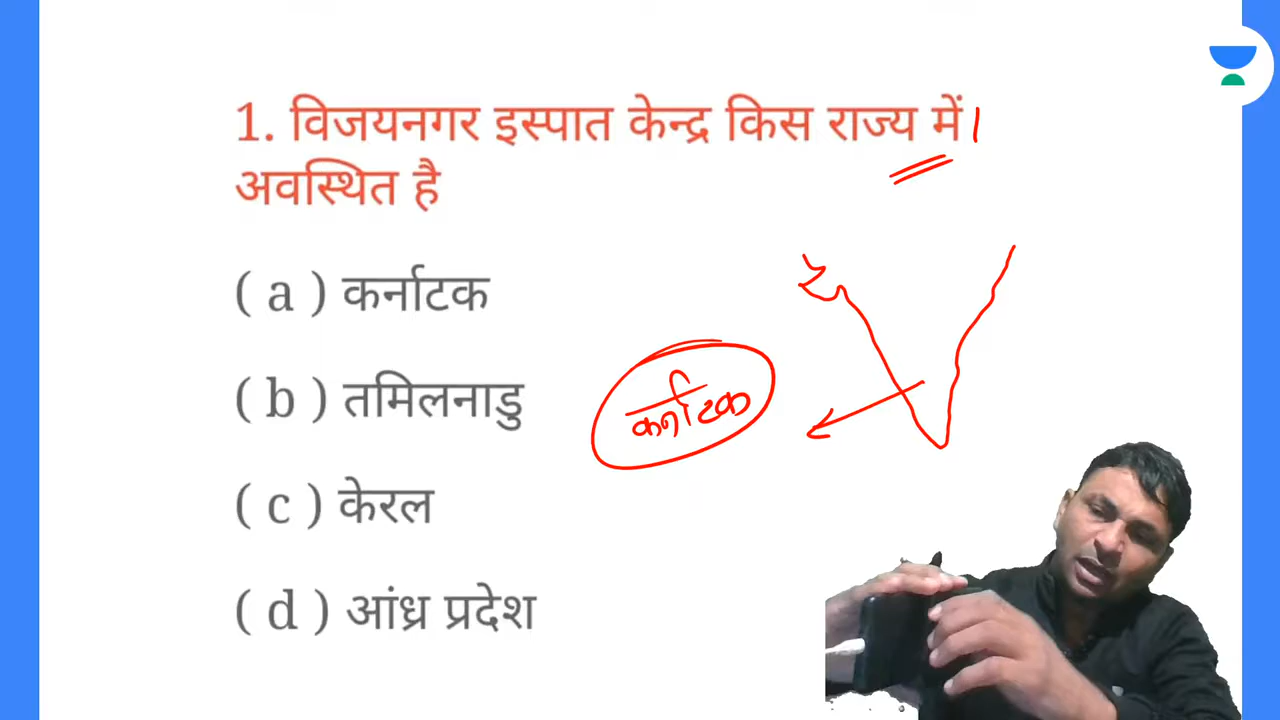 1. विजयनगर इस्पात केन्द्र किस राज्य में
अवस्थित है
( a ) कर्नाटक
( b ) तमिलनाडु
कर्नाटक
( c ) केरल
( d ) आंध्र प्रदेश